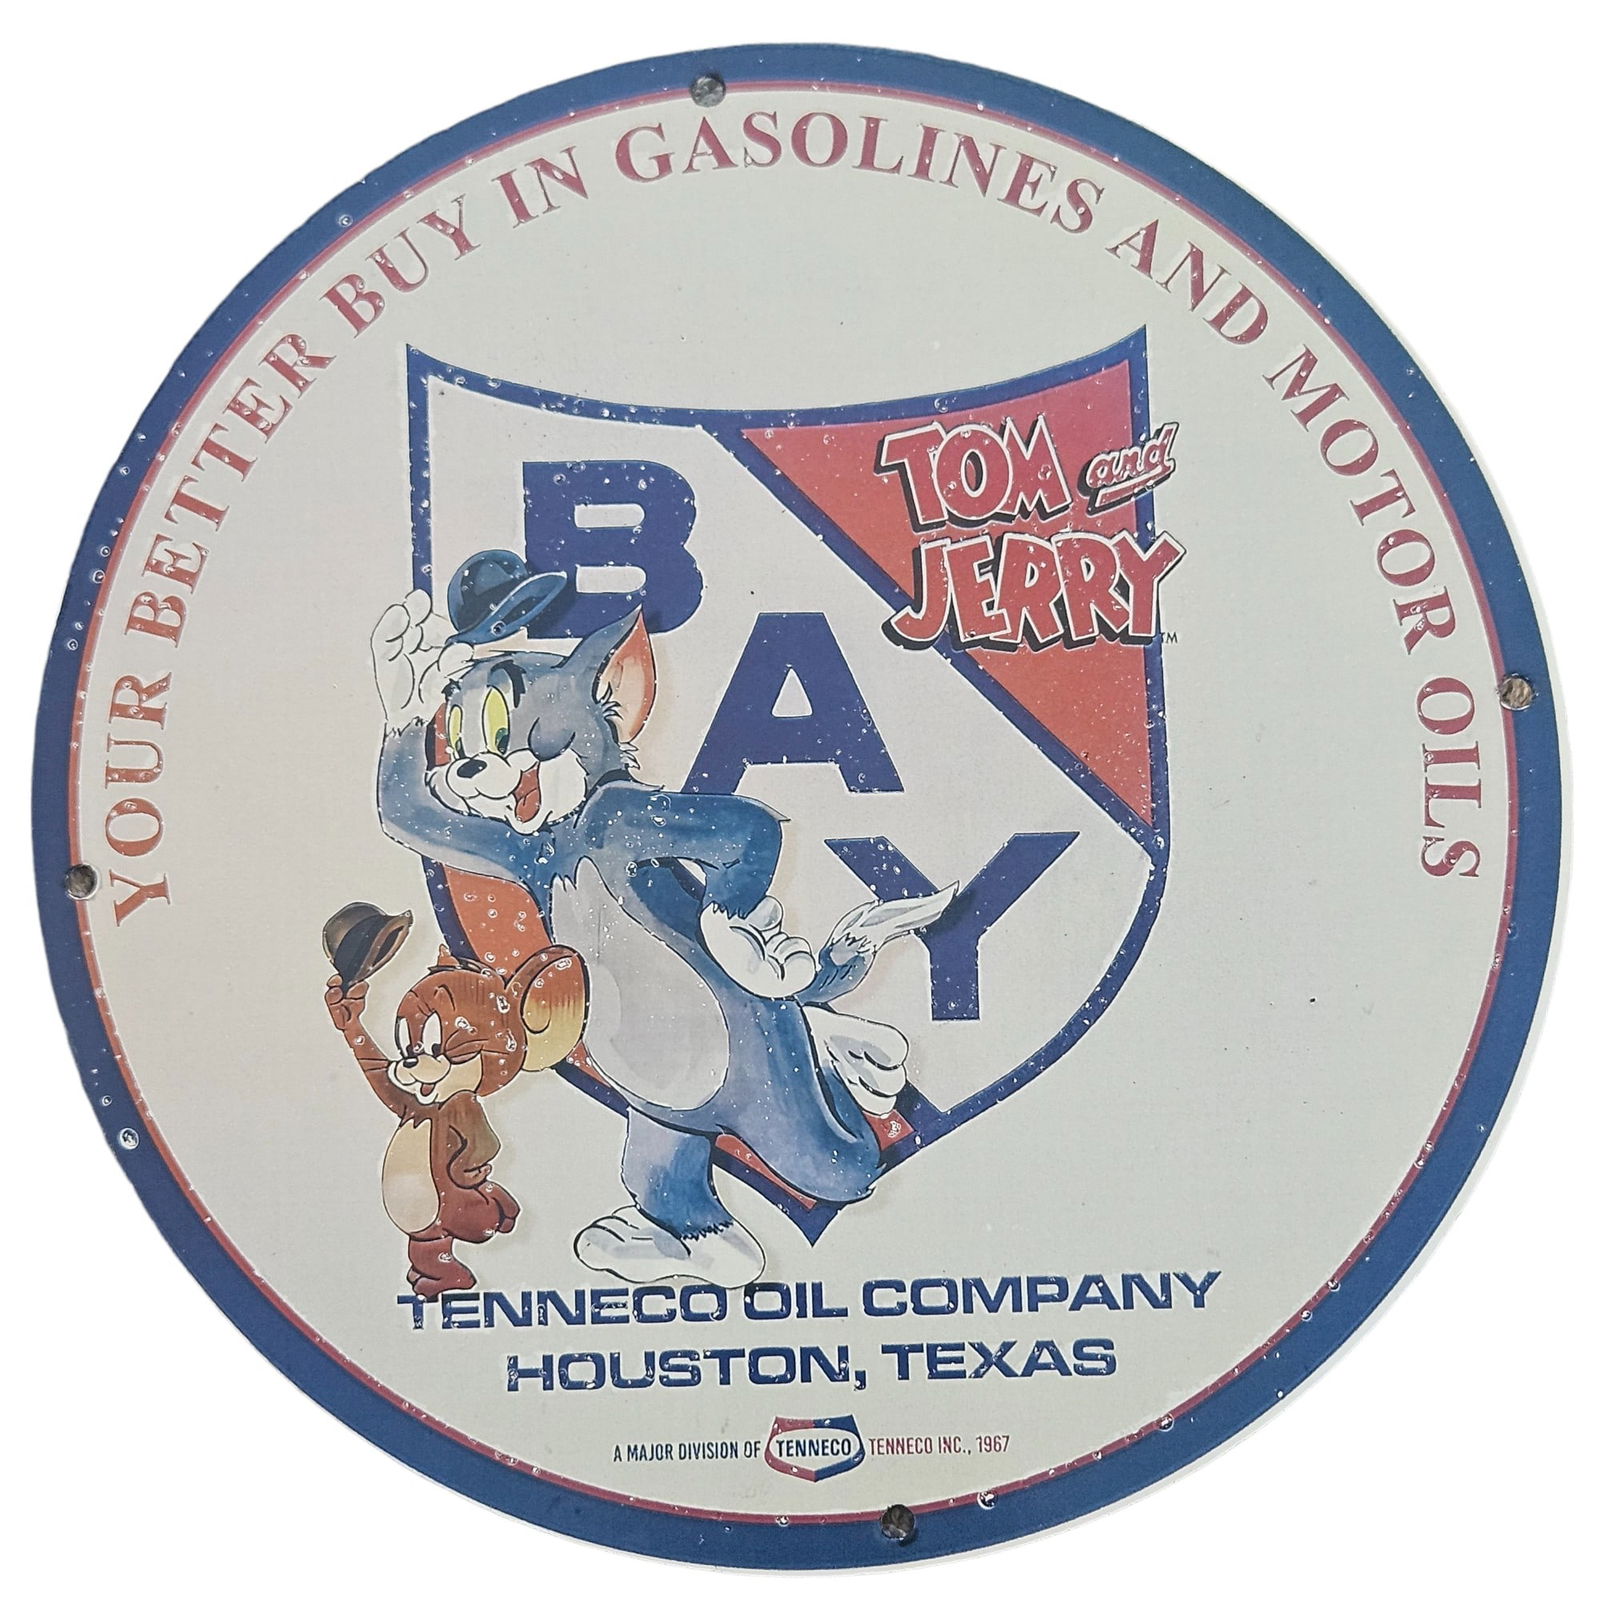 YOUR BETTER BUY IN GASOLINES AND MOTOR OILS
BAY
TOM and
JERRY
TM
TENNECO OIL COMPANY
HOUSTON, TEXAS
A MAJOR DIVISION OF TENNECO TENNECO INC., 1967